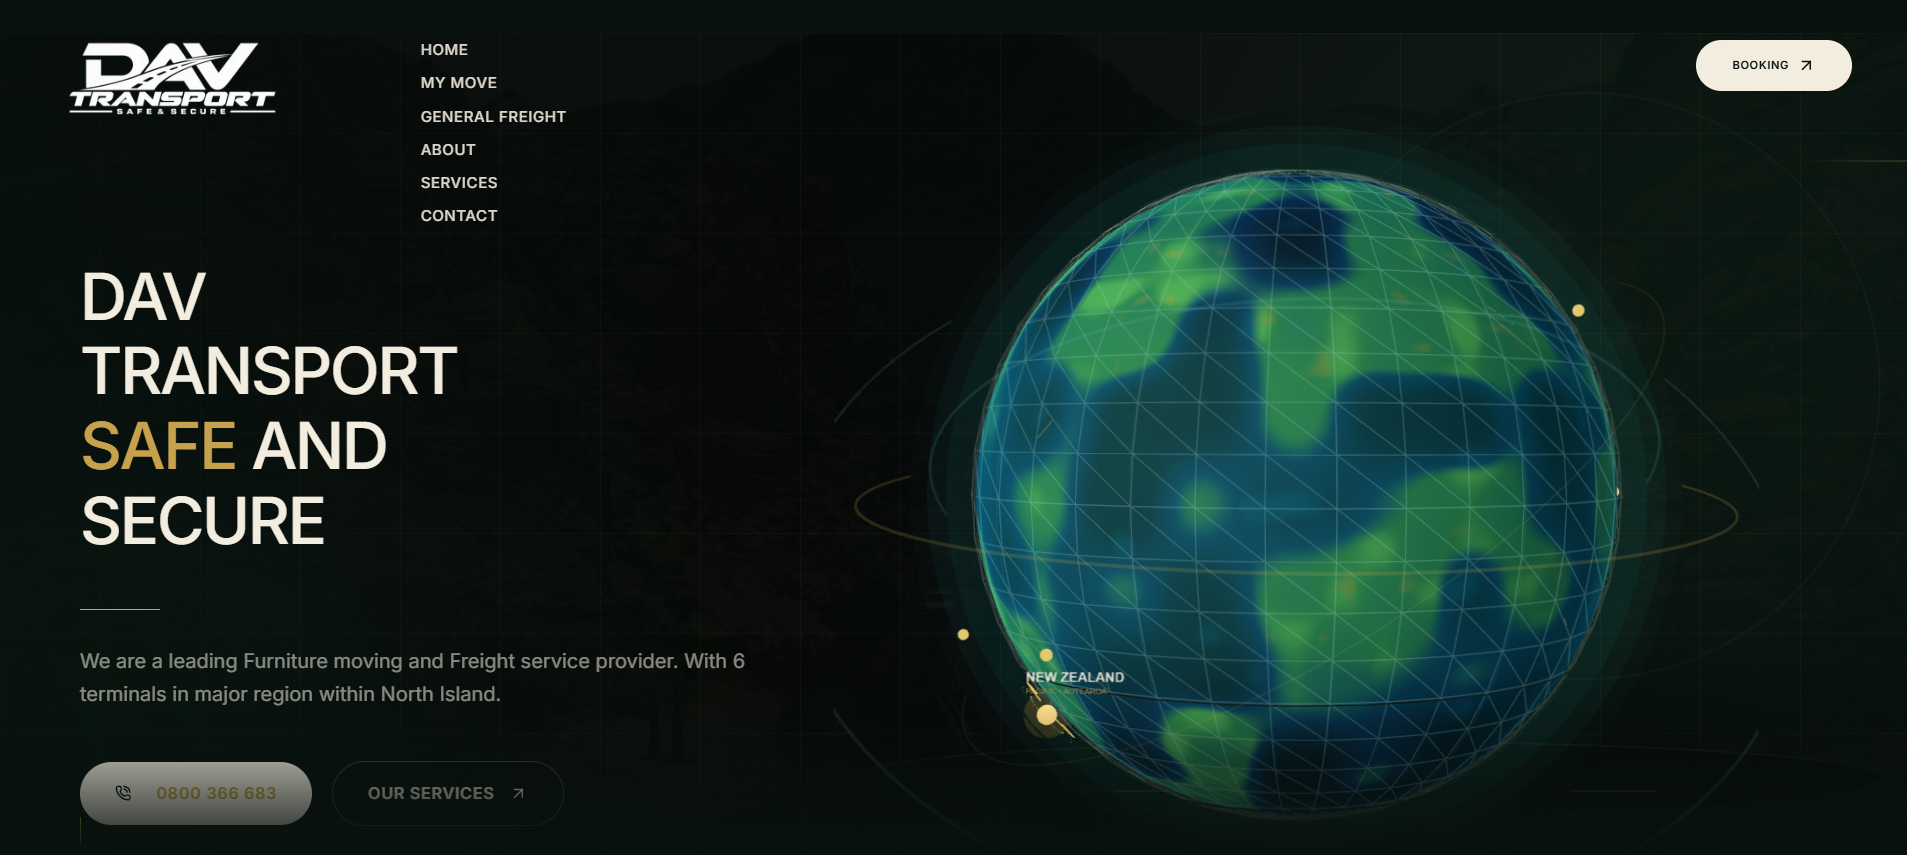 DAV
TRANSPORT
SAFE & SECURE
HOME
MY MOVE
GENERAL FREIGHT
ABOUT
SERVICES
CONTACT
BOOKING
DAV
TRANSPORT
SAFE AND
SECURE
We are a leading Furniture moving and Freight service provider. With 6
terminals in major region within North Island.
0800 366 683
OUR SERVICES
NEW ZEALAND
AOTEAROA